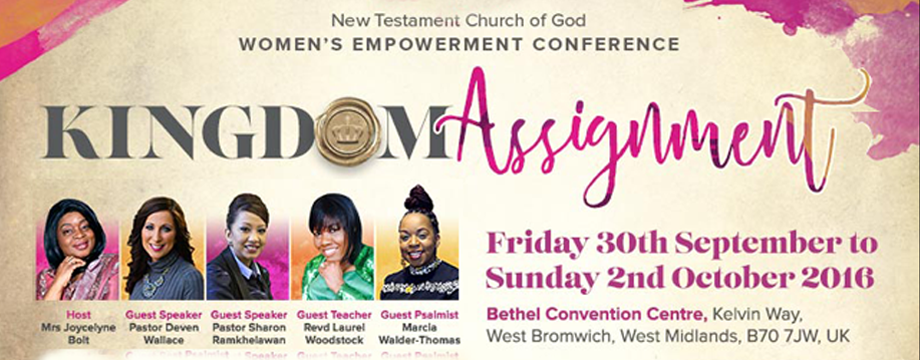 New Testament Church of God
WOMEN'S EMPOWERMENT CONFERENCE
KINGDOM Assignment
Host
Mrs Joycelyne
Bolt
Guest Speaker
Pastor Deven
Wallace
Guest Speaker
Pastor Sharon
Ramkhelawan
Guest Teacher
Revd Laurel
Woodstock
Guest Psalmist
Marcia
Walder-Thomas
Friday 30th September to
Sunday 2nd October 2016
Bethel Convention Centre, Kelvin Way,
West Bromwich, West Midlands, B70 7JW, UK